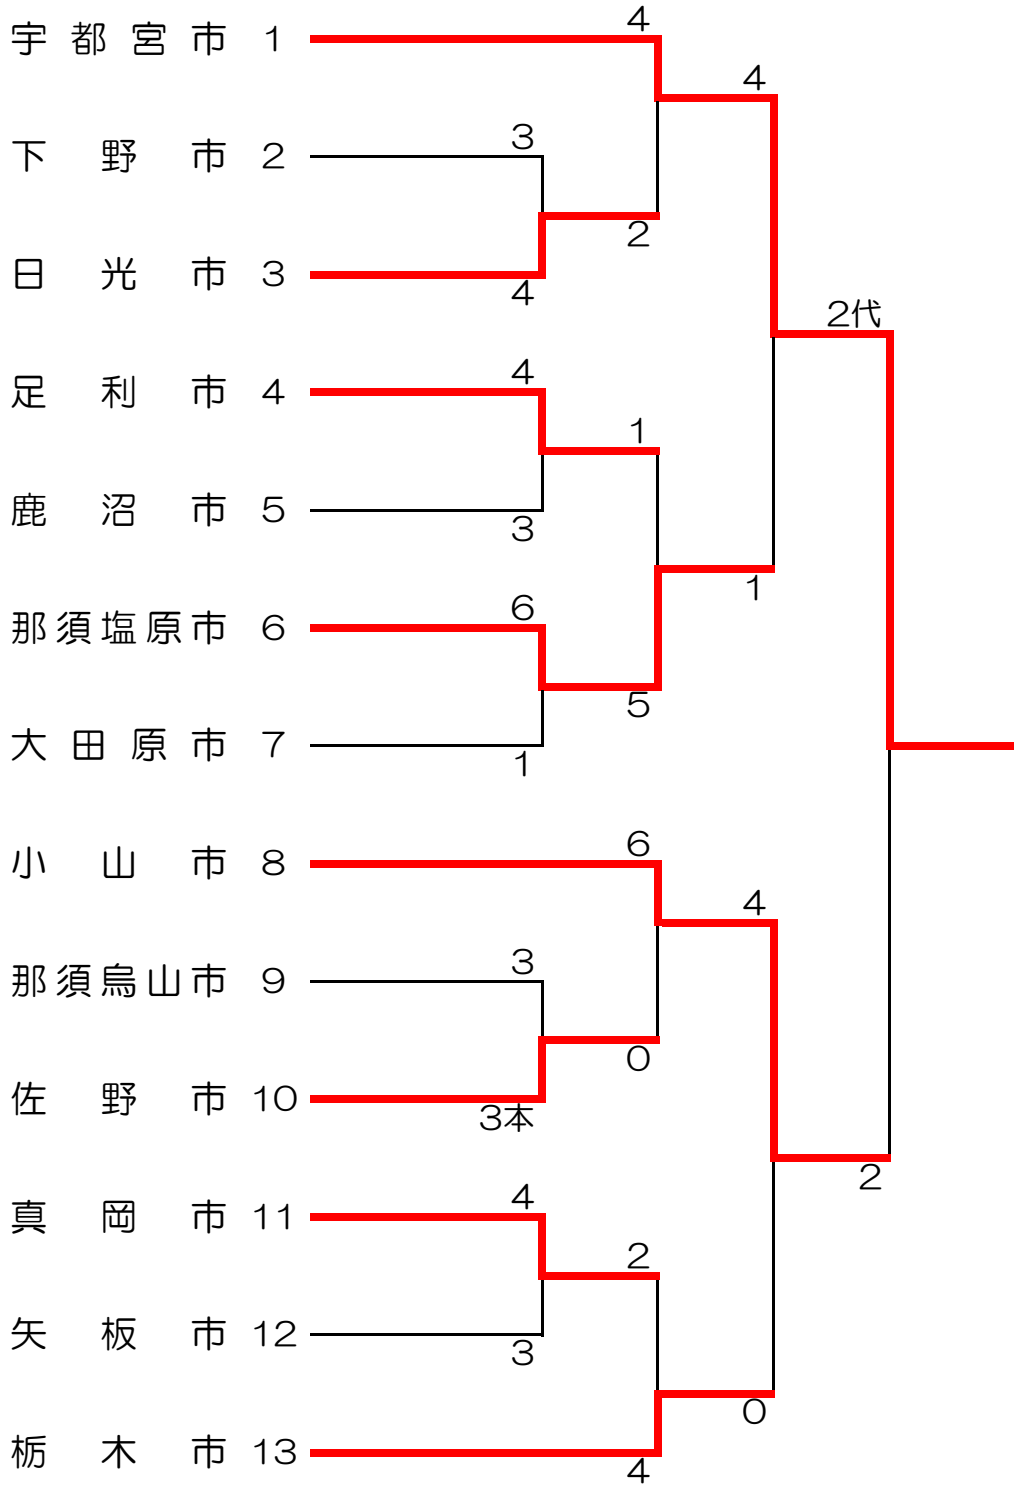 4
宇都宮市 1
4
3
下野市 2
2
日光市 3
4
2代
4
足利市 4
1
鹿沼市 5
3
1
6
那須塩原市 6
5
大田原市 7
1
6
小山市 8
4
3
那須烏山市 9
0
佐野市 10
3本
2
4
真岡市 11
2
矢板市 12
3
0
栃木市 13
4